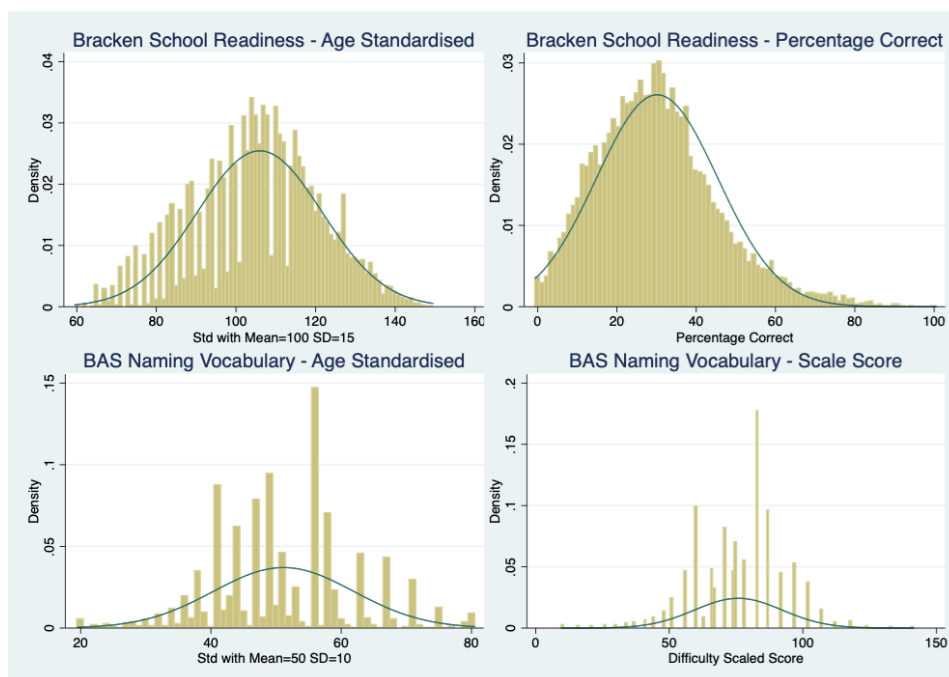 Bracken School Readiness - Age Standardised
.04
.03
.02
.01
0
Density
60 80 100 120 140 160
Std with Mean=100 SD=15
Bracken School Readiness - Percentage Correct
.03
.02
.01
0
Density
0 20 40 60 80 100
Percentage Correct
BAS Naming Vocabulary - Age Standardised
.15
.1
.05
0
Density
20 40 60 80
Std with Mean=50 SD=10
BAS Naming Vocabulary - Scale Score
.2
.15
.1
.05
0
Density
0 50 100 150
Difficulty Scaled Score